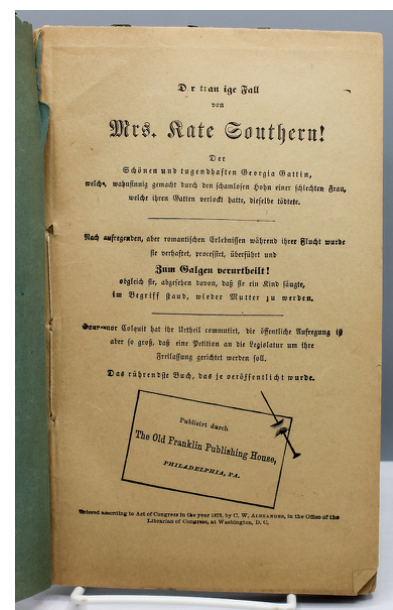 D r trau ige Fall
von
Mrs. Kate Southern!
Der
Schönen und tugendhaften Georgia Gattin,
welche, wahnsinnig gemacht durch den schamlosen Hohn einer schlechten Frau,
welche ihren Gatten verlockt hatte, dieselbe tödtete.
Nach aufregenden, aber romantischen Erlebnissen während ihrer Flucht wurde
sie verhaftet, processirt, überführt und
Zum Galgen verurtheilt!
obgleich sie, abgesehen davon, daß sie ein Kind säugte,
im Begriff stand, wieder Mutter zu werden.
Gouvernor Colquit hat ihr Urtheil commutirt, die öffentliche Aufregung ist
aber so groß, daß eine Petition an die Legislatur um ihre
Freilassung gerichtet werden soll.
Das rührendste Buch, das je veröffentlicht wurde.
Publicirt durch
The Old Franklin Publishing House,
PHILADELPHIA, PA.
Entered according to Act of Congress in the year 1878, by C. W. ALEXANDER, in the Office of the
Librarian of Congress, at Washington, D. C.